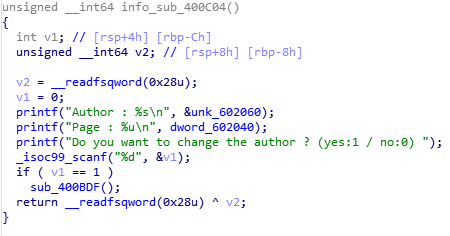 unsigned __int64 info_sub_400C04()
{
  int v1; // [rsp+4h] [rbp-Ch]
  unsigned __int64 v2; // [rsp+8h] [rbp-8h]

  v2 = __readfsqword(0x28u);
  v1 = 0;
  printf("Author : %s\n", &unk_602060);
  printf("Page : %u\n", dword_602040);
  printf("Do you want to change the author ? (yes:1 / no:0) ");
  _isoc99_scanf("%d", &v1);
  if ( v1 == 1 )
    sub_400BDF();
  return __readfsqword(0x28u) ^ v2;
}